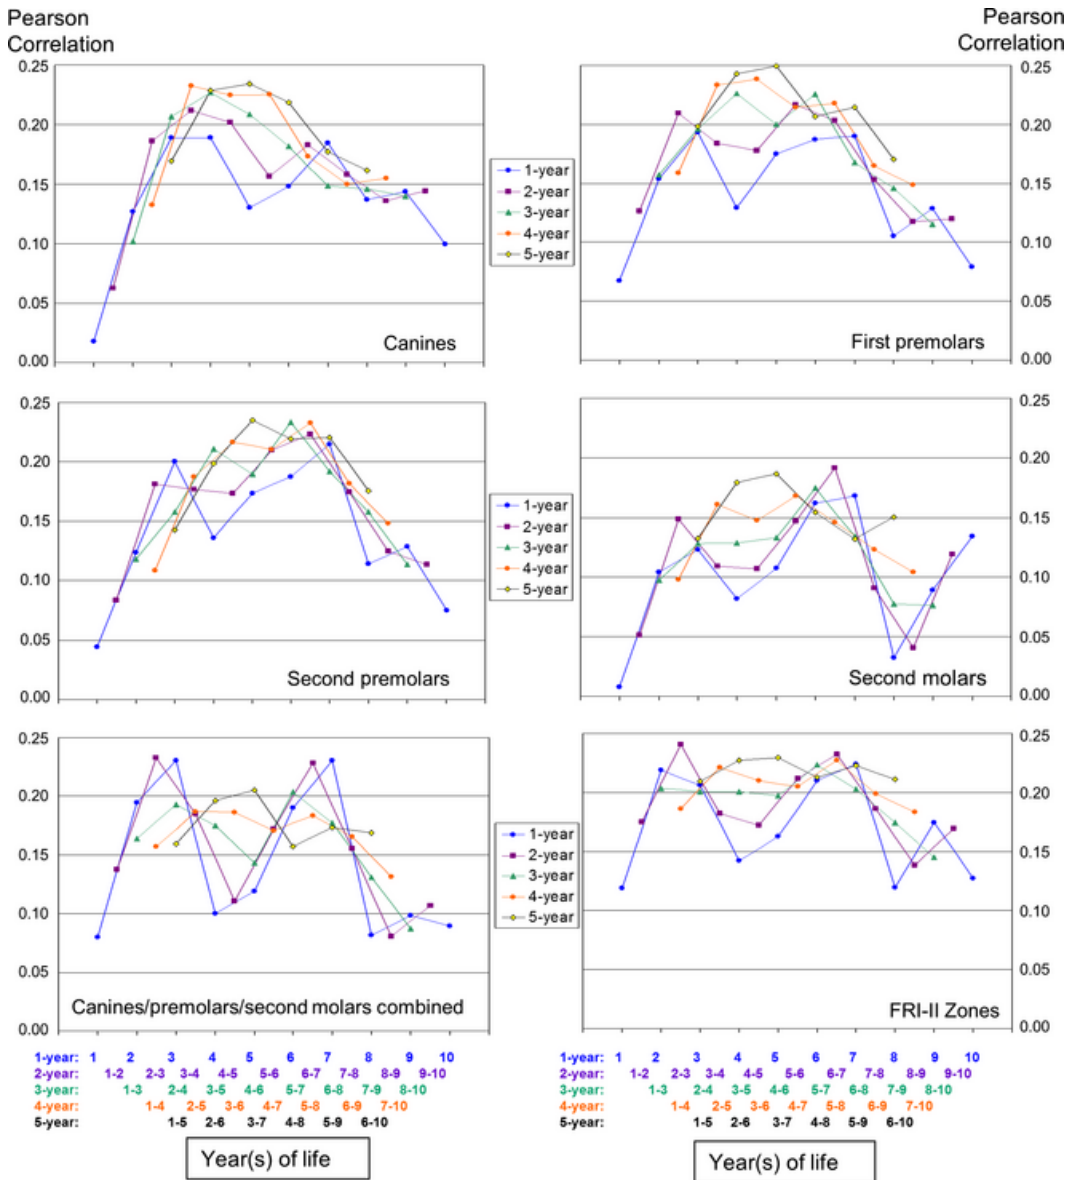 Pearson
Correlation
Pearson
Correlation
0.25
0.20
0.15
0.10
0.05
0.00
Canines
1-year
2-year
3-year
4-year
5-year
0.25
0.20
0.15
0.10
0.05
0.00
First premolars
0.25
0.20
0.15
0.10
0.05
0.00
Second premolars
1-year
2-year
3-year
4-year
5-year
0.25
0.20
0.15
0.10
0.05
0.00
Second molars
0.25
0.20
0.15
0.10
0.05
0.00
Canines/premolars/second molars combined
1-year
2-year
3-year
4-year
5-year
0.25
0.20
0.15
0.10
0.05
0.00
FRI-II Zones
1-year: 1 2 3 4 5 6 7 8 9 10
2-year: 1-2 2-3 3-4 4-5 5-6 6-7 7-8 8-9 9-10
3-year: 1-3 2-4 3-5 4-6 5-7 6-8 7-9 8-10
4-year: 1-4 2-5 3-6 4-7 5-8 6-9 7-10
5-year: 1-5 2-6 3-7 4-8 5-9 6-10
Year(s) of life
1-year: 1 2 3 4 5 6 7 8 9 10
2-year: 1-2 2-3 3-4 4-5 5-6 6-7 7-8 8-9 9-10
3-year: 1-3 2-4 3-5 4-6 5-7 6-8 7-9 8-10
4-year: 1-4 2-5 3-6 4-7 5-8 6-9 7-10
5-year: 1-5 2-6 3-7 4-8 5-9 6-10
Year(s) of life